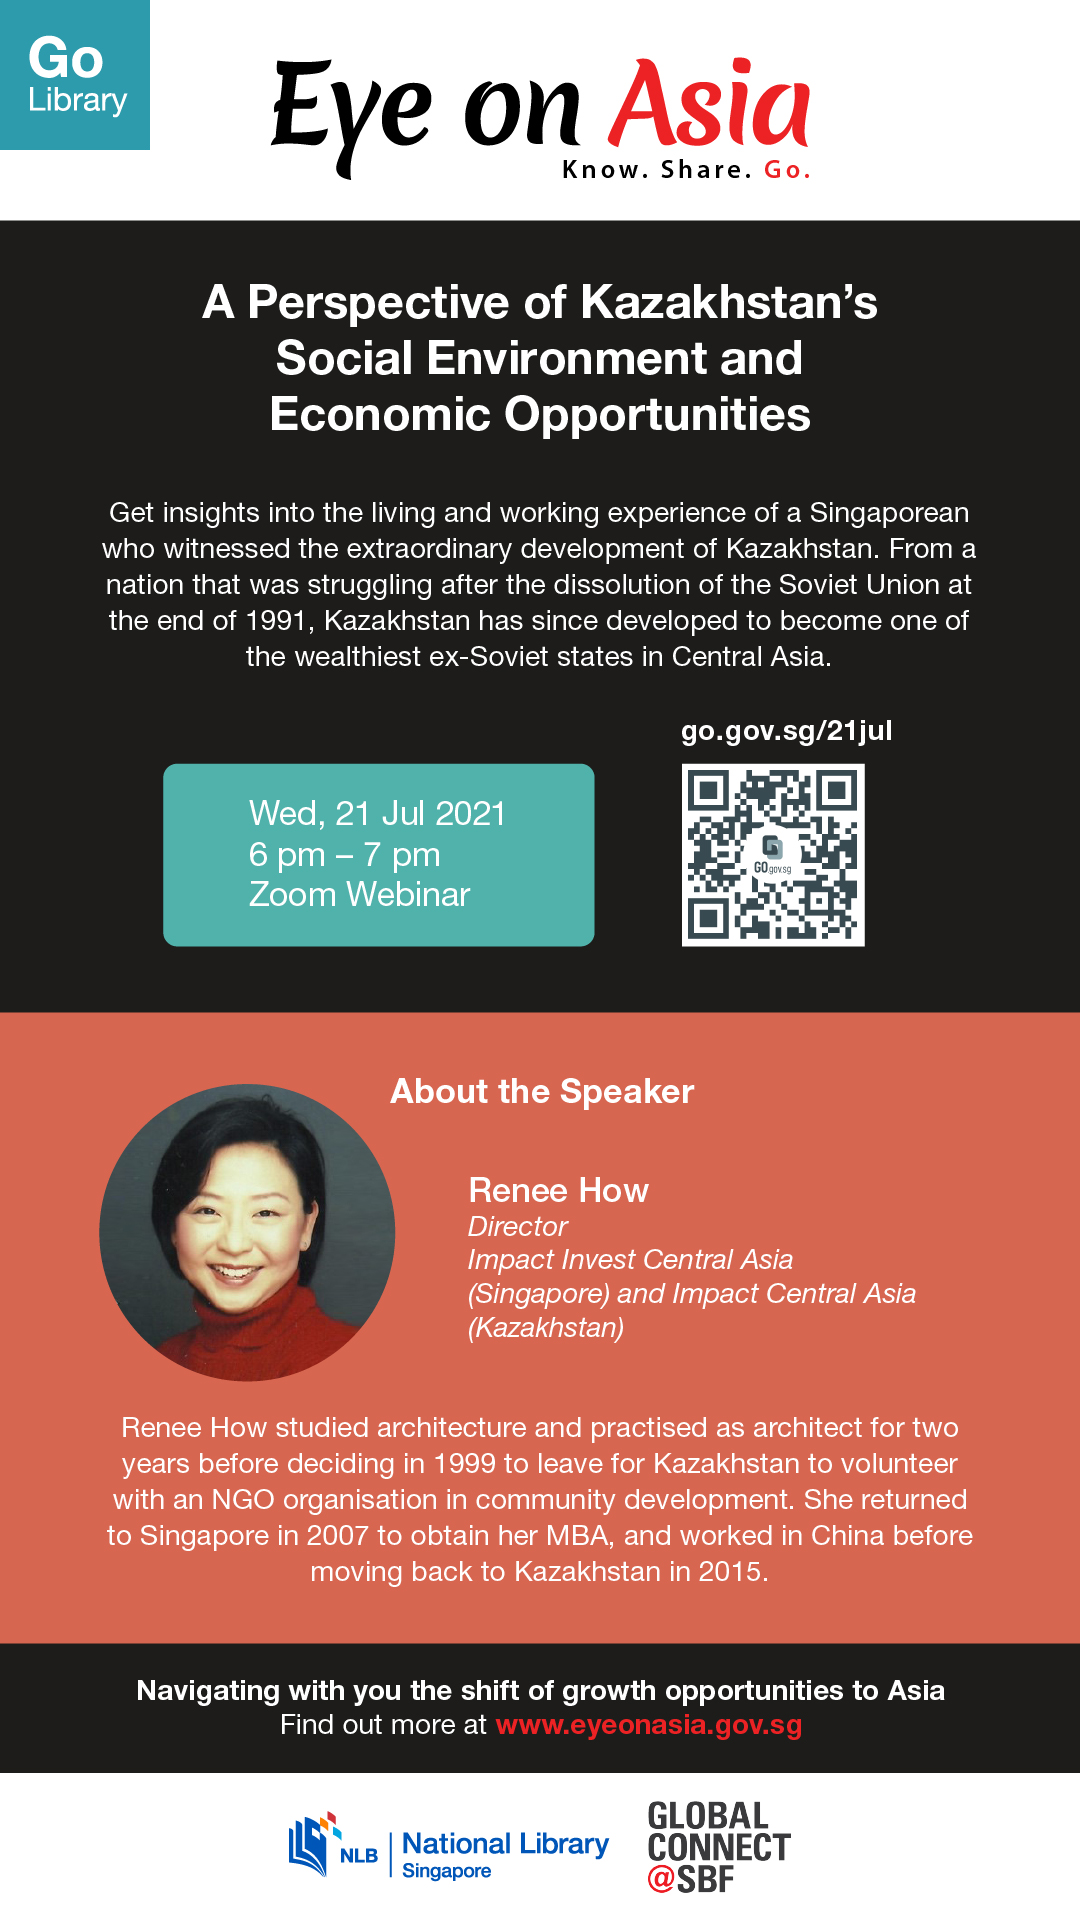 Go
Library
Eye on Asia
Know. Share. Go.
A Perspective of Kazakhstan’s
Social Environment and
Economic Opportunities
Get insights into the living and working experience of a Singaporean
who witnessed the extraordinary development of Kazakhstan. From a
nation that was struggling after the dissolution of the Soviet Union at
the end of 1991, Kazakhstan has since developed to become one of
the wealthiest ex-Soviet states in Central Asia.
go.gov.sg/21jul
Wed, 21 Jul 2021
6 pm – 7 pm
Zoom Webinar
GO.gov.sg
About the Speaker
Renee How
Director
Impact Invest Central Asia
(Singapore) and Impact Central Asia
(Kazakhstan)
Renee How studied architecture and practised as architect for two
years before deciding in 1999 to leave for Kazakhstan to volunteer
with an NGO organisation in community development. She returned
to Singapore in 2007 to obtain her MBA, and worked in China before
moving back to Kazakhstan in 2015.
Navigating with you the shift of growth opportunities to Asia
Find out more at www.eyeonasia.gov.sg
NLB
National Library
Singapore
GLOBAL
CONNECT
@SBF